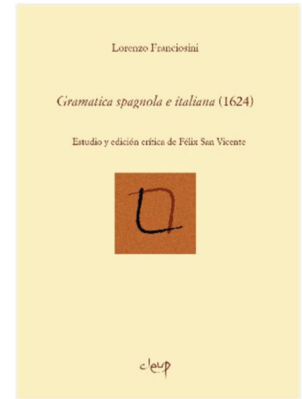 Lorenzo Franciosini
Gramatica spagnola e italiana (1624)
Estudio y edición crítica de Félix San Vicente
cleup